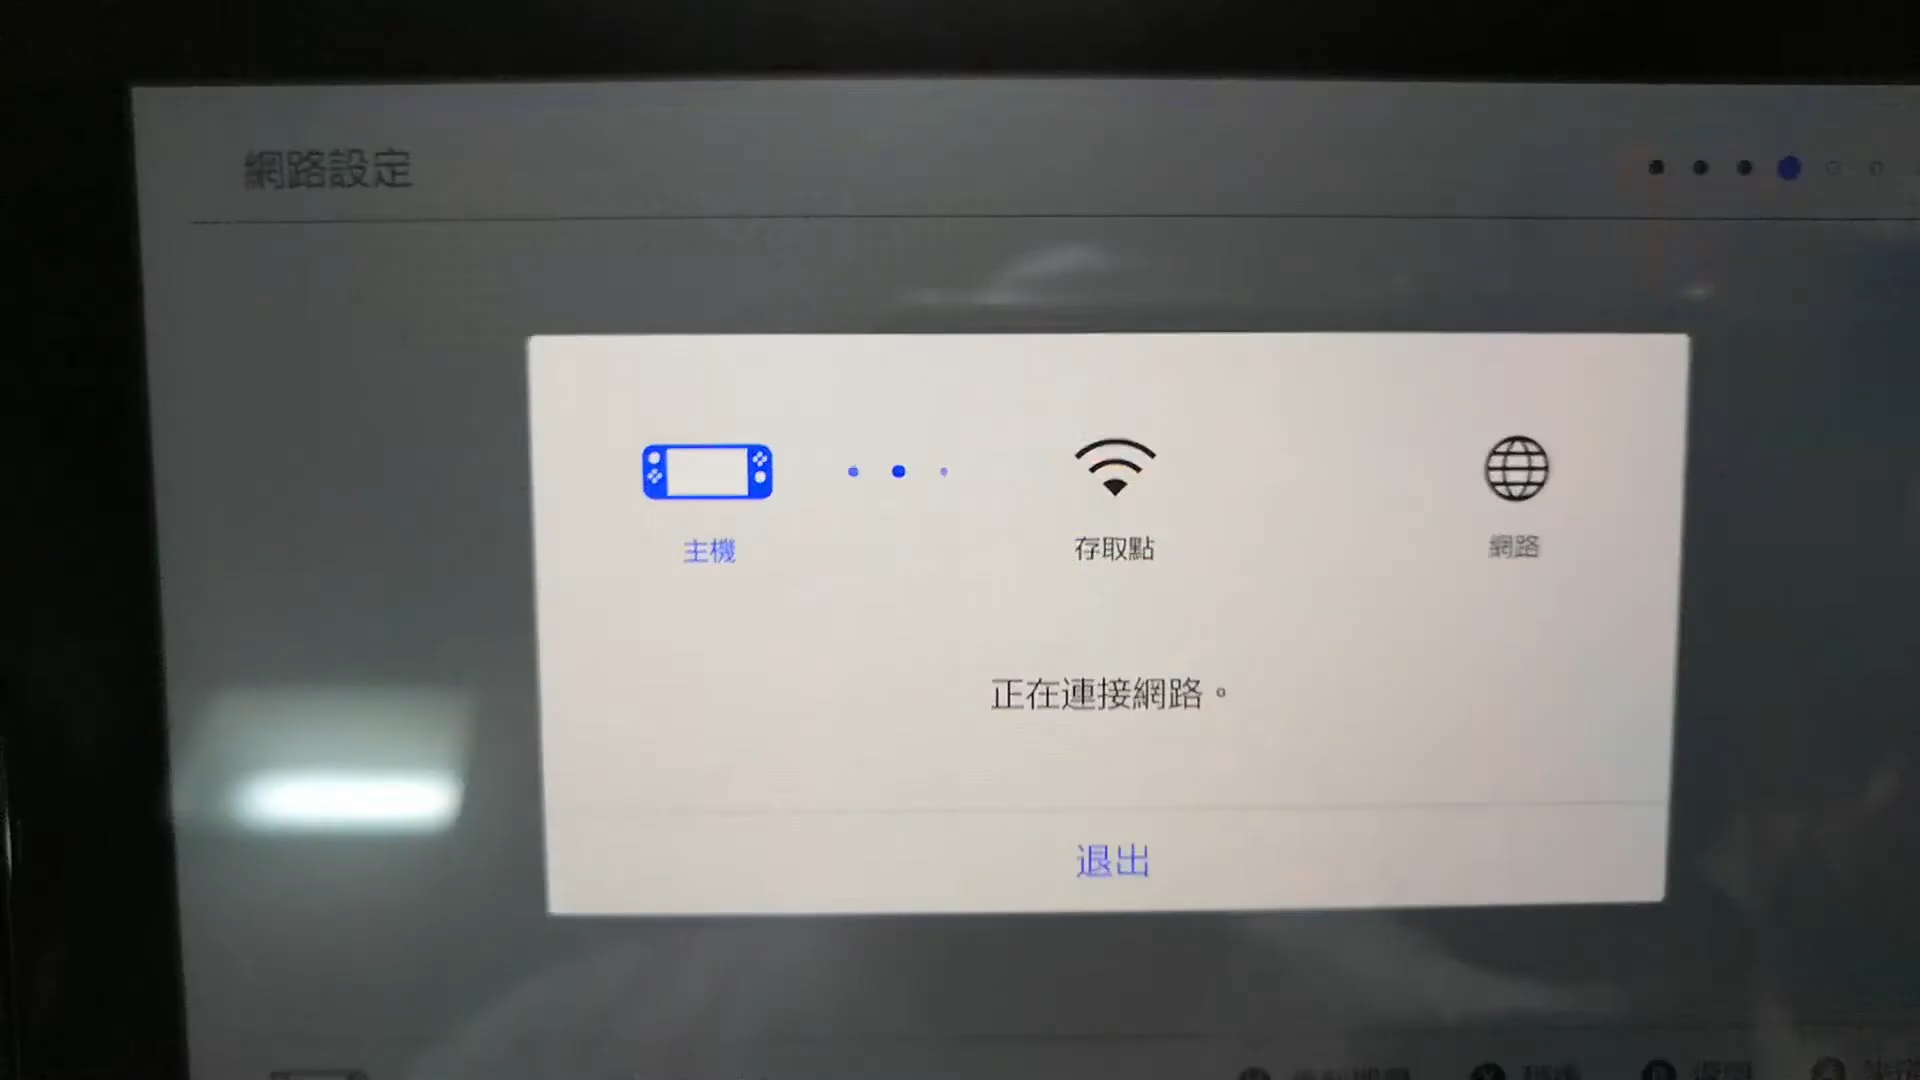 網路設定
主機
存取點
網路
正在連接網路。
退出